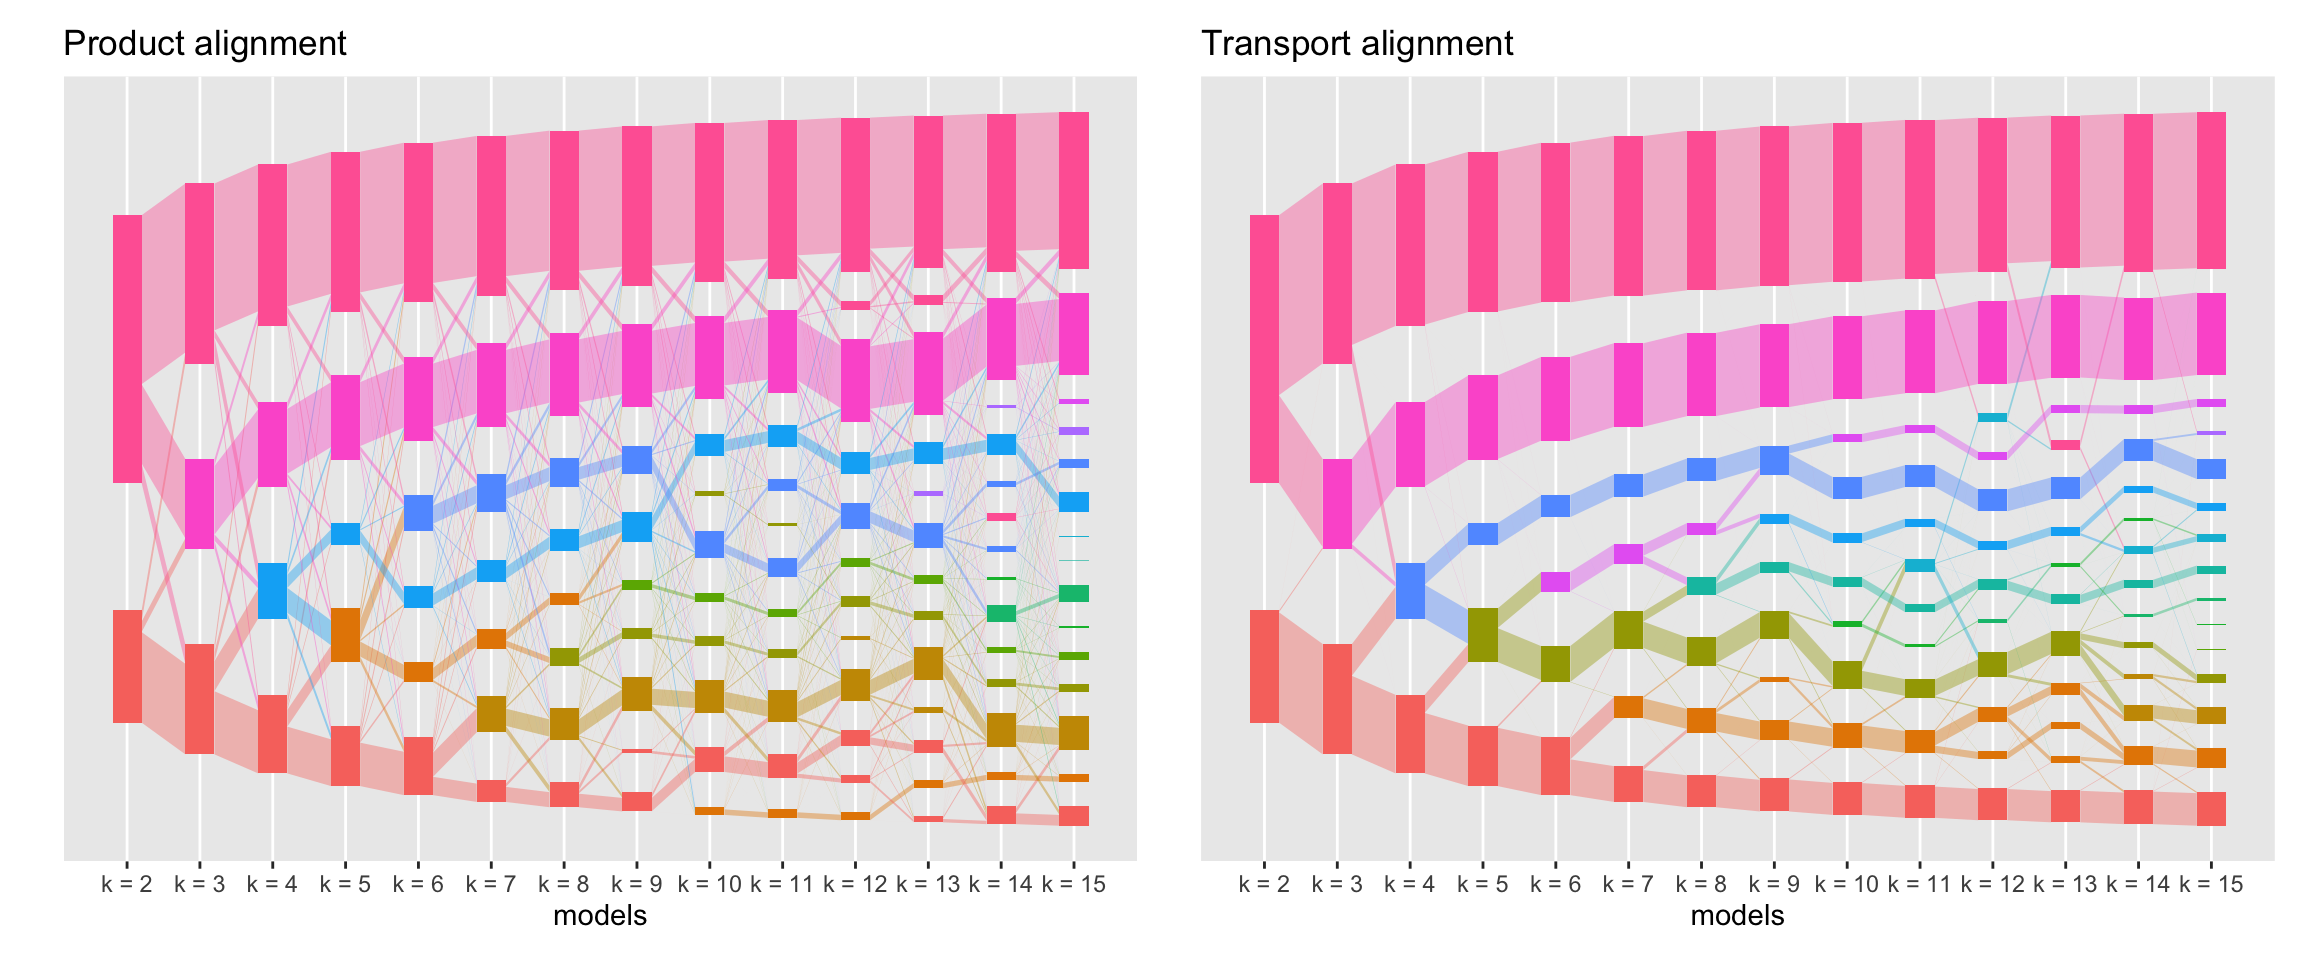 Product alignment
k = 2 k = 3 k = 4 k = 5 k = 6 k = 7 k = 8 k = 9 k = 10 k = 11 k = 12 k = 13 k = 14 k = 15
models
Transport alignment
k = 2 k = 3 k = 4 k = 5 k = 6 k = 7 k = 8 k = 9 k = 10 k = 11 k = 12 k = 13 k = 14 k = 15
models